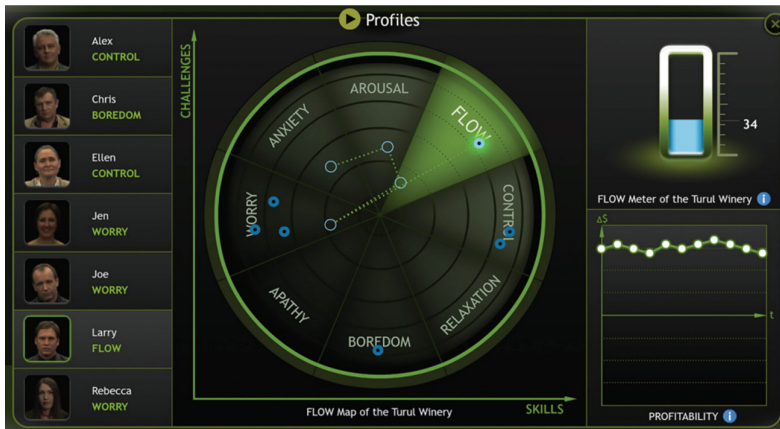 Profiles
Alex
CONTROL
Chris
BOREDOM
Ellen
CONTROL
Jen
WORRY
Joe
WORRY
Larry
FLOW
Rebecca
WORRY
CHALLENGES
AROUSAL
FLOW
ANXIETY
WORRY
CONTROL
APATHY
RELAXATION
BOREDOM
FLOW Map of the Turul Winery
SKILLS
34
FLOW Meter of the Turul Winery i
ΔS
t
PROFITABILITY i